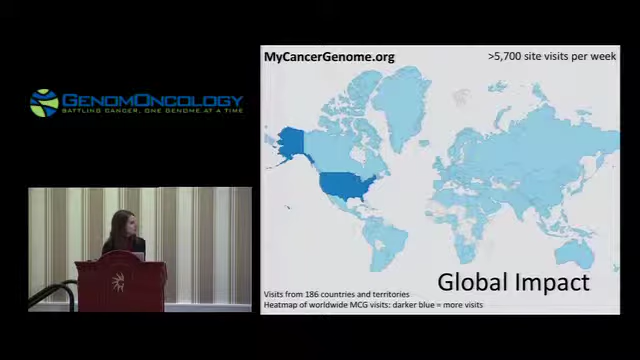 MyCancerGenome.org
>5,700 site visits per week
GENOMONCOLOGY
BATTLING CANCER, ONE GENOME AT A TIME
Global Impact
Visits from 186 countries and territories
Heatmap of worldwide MCG visits: darker blue = more visits